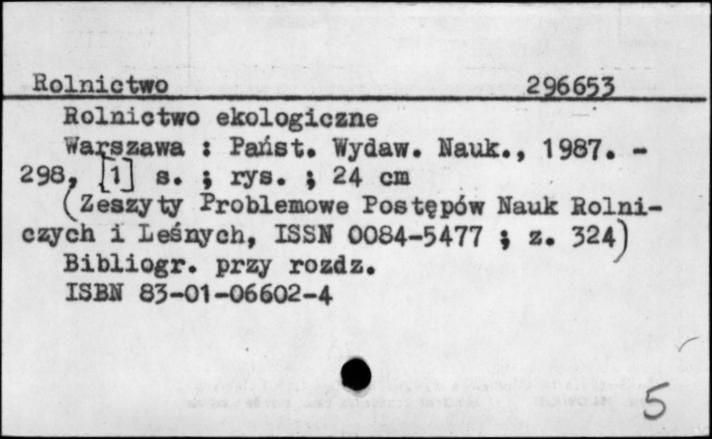 Rolnictwo 296653
Rolnictwo ekologiczne
Warszawa : Państ. Wydaw. Nauk., 1987. -
298, [1] s. ; rys. ; 24 cm
(Zeszyty Problemowe Postępów Nauk Rolni-
czych i Leśnych, ISSN 0084-5477 ; z. 324)
Bibliogr. przy rozdz.
ISBN 83-01-06602-4
5